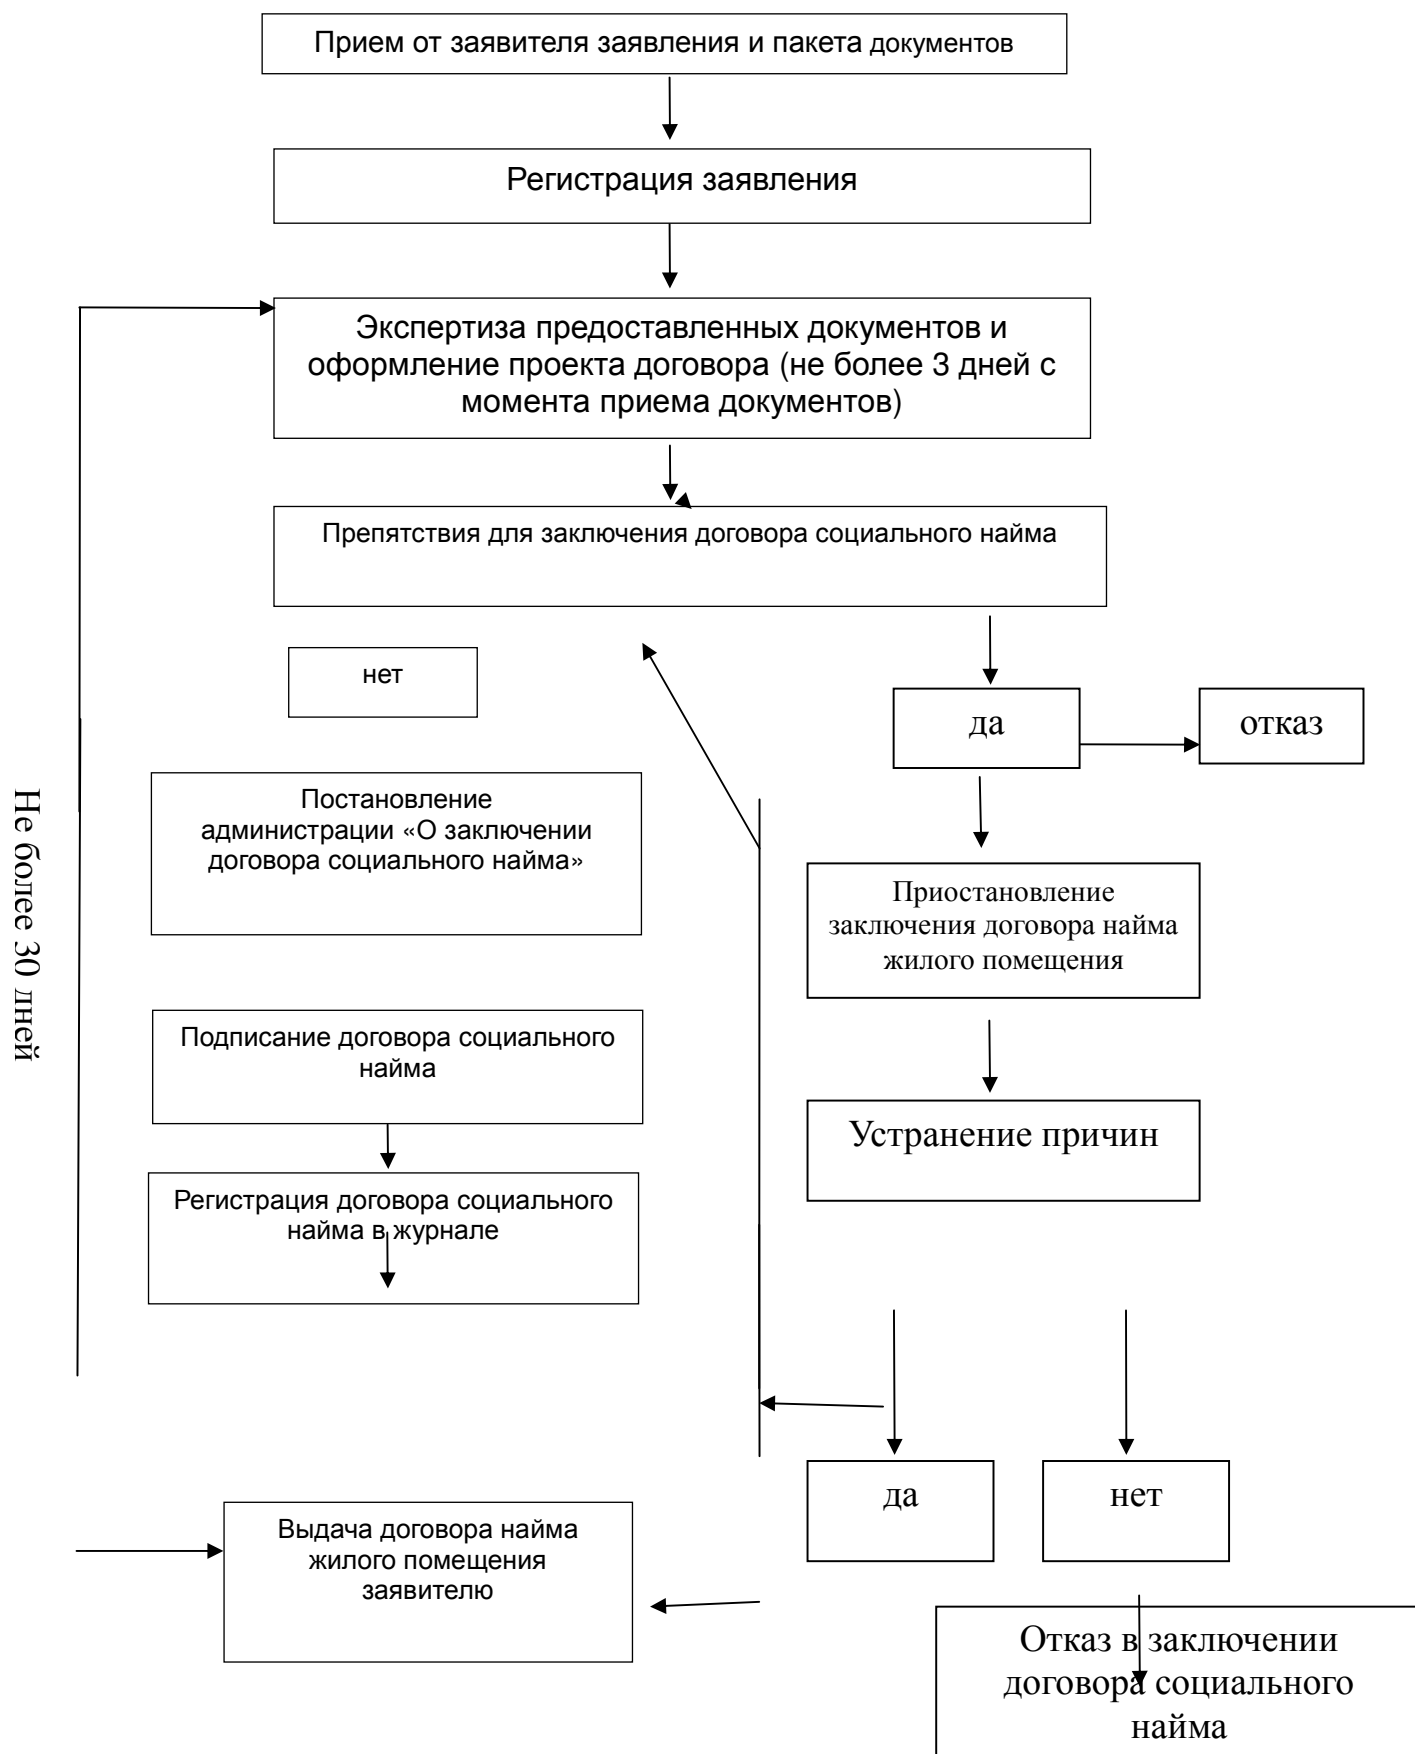 Прием от заявителя заявления и пакета документов
Регистрация заявления
Экспертиза предоставленных документов и
оформление проекта договора (не более 3 дней с
момента приема документов)
Препятствия для заключения договора социального найма
нет
да
отказ
Постановление
администрации «О заключении
договора социального найма»
Не более 30 дней
Приостановление
заключения договора найма
жилого помещения
Подписание договора социального
найма
Устранение причин
Регистрация договора социального
найма в журнале
да
нет
Выдача договора найма
жилого помещения
заявителю
Отказ в заключении
договора социального
найма